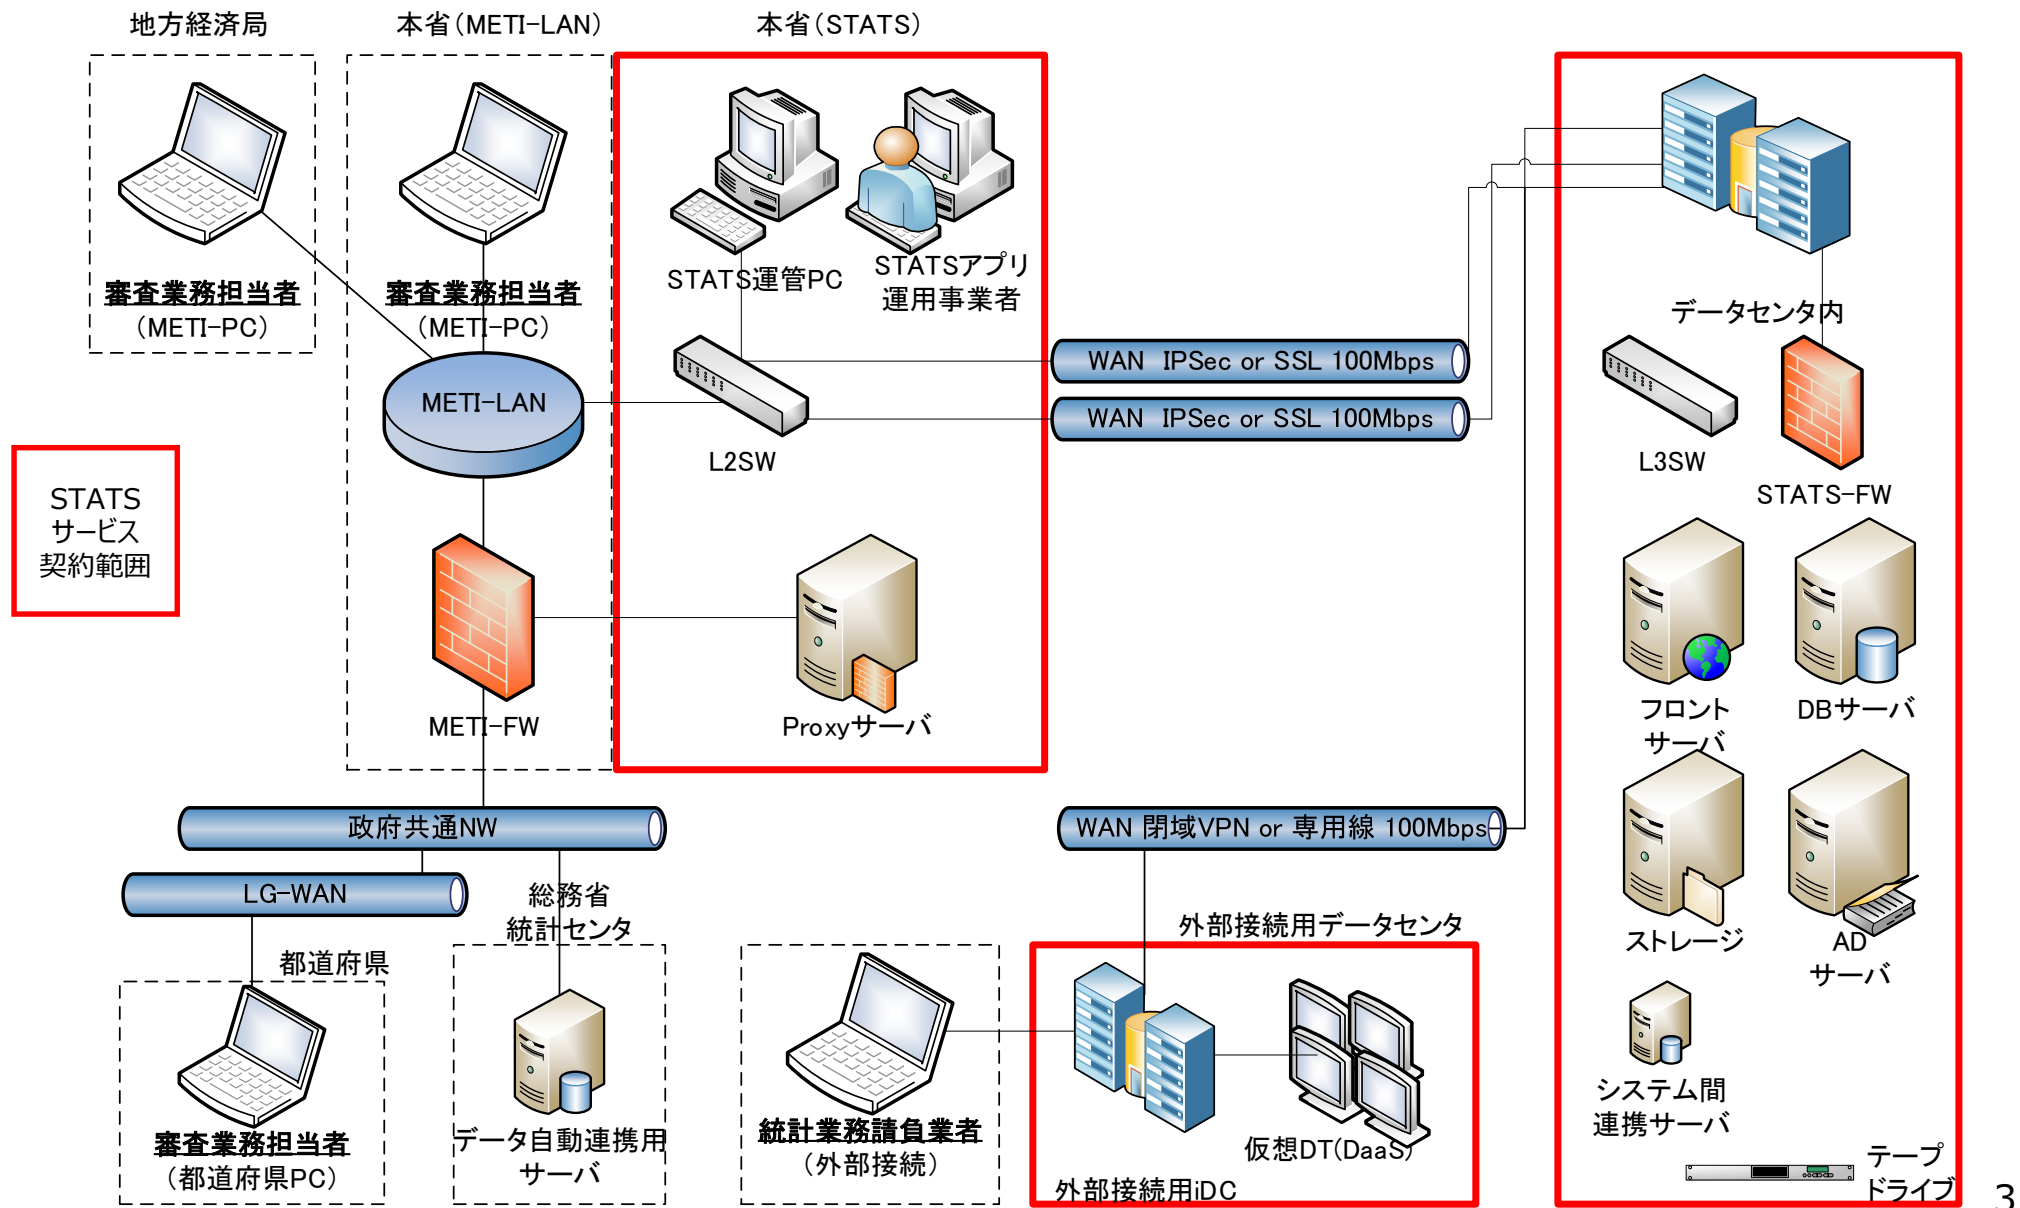 地方経済局
本省(METI-LAN)
本省(STATS)
審査業務担当者
(METI-PC)
審査業務担当者
(METI-PC)
STATS運管PC
STATSアプリ
運用事業者
METI-LAN
L2SW
WAN IPSec or SSL 100Mbps
WAN IPSec or SSL 100Mbps
データセンタ内
L3SW
STATS-FW
STATS
サービス
契約範囲
METI-FW
Proxyサーバ
フロント
サーバ
DBサーバ
ストレージ
AD
サーバ
システム間
連携サーバ
テープ
ドライブ
政府共通NW
LG-WAN
総務省
統計センタ
都道府県
審査業務担当者
(都道府県PC)
データ自動連携用
サーバ
WAN 閉域VPN or 専用線 100Mbps
外部接続用データセンタ
統計業務請負業者
(外部接続)
仮想DT(DaaS)
外部接続用iDC
3